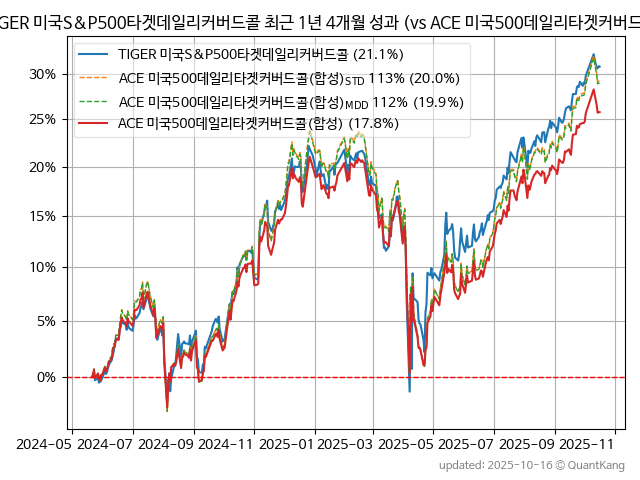 GER 미국S&P500타겟데일리커버드콜 최근 1년 4개월 성과 (vs ACE 미국500데일리타겟커버드
TIGER 미국S&P500타겟데일리커버드콜 (21.1%)
ACE 미국500데일리타겟커버드콜(합성)STD 113% (20.0%)
ACE 미국500데일리타겟커버드콜(합성)MDD 112% (19.9%)
ACE 미국500데일리타겟커버드콜(합성) (17.8%)
30%
25%
20%
15%
10%
5%
0%
2024-05 2024-07 2024-09 2024-11 2025-01 2025-03 2025-05 2025-07 2025-09 2025-11
updated: 2025-10-16 © QuantKang